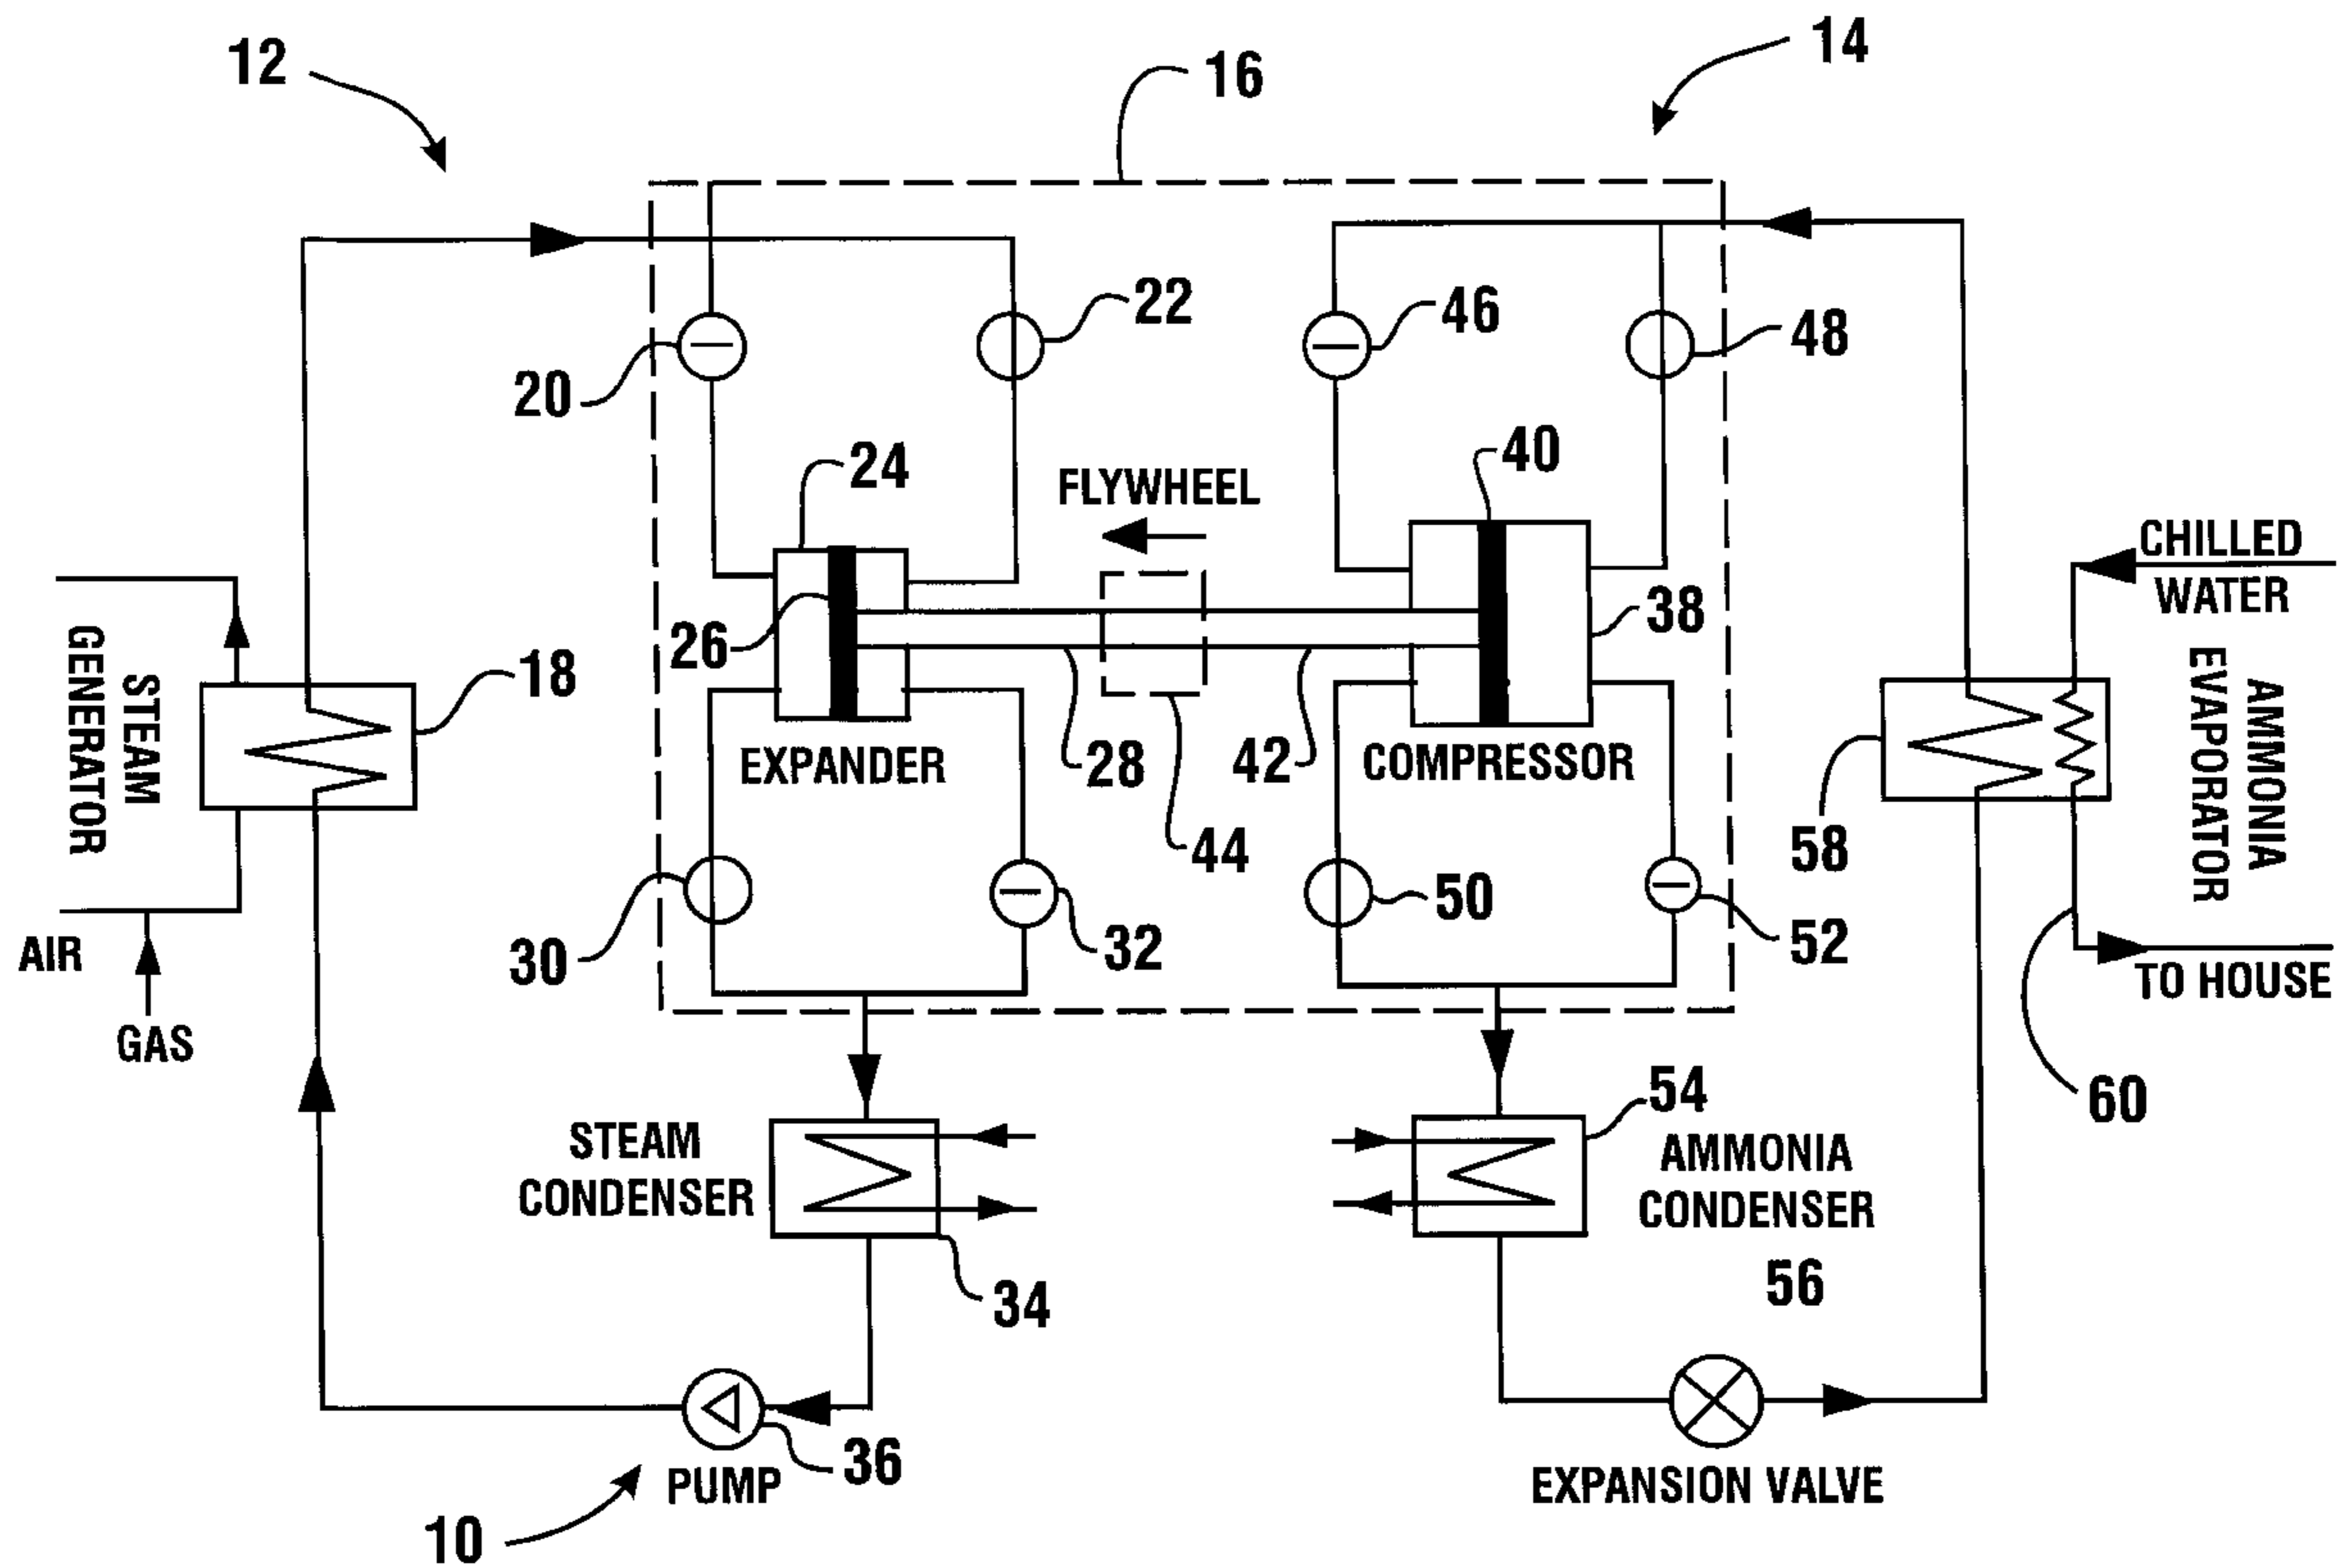 12
14
16
22
46
48
20
24
40
FLYWHEEL
CHILLED
WATER
26
38
18
STEAM
GENERATOR
EXPANDER
28
42
COMPRESSOR
44
58
AMMONIA
EVAPORATOR
30
32
50
52
AIR
GAS
TO HOUSE
60
STEAM
CONDENSER
34
54
AMMONIA
CONDENSER
56
36
PUMP
10
EXPANSION VALVE